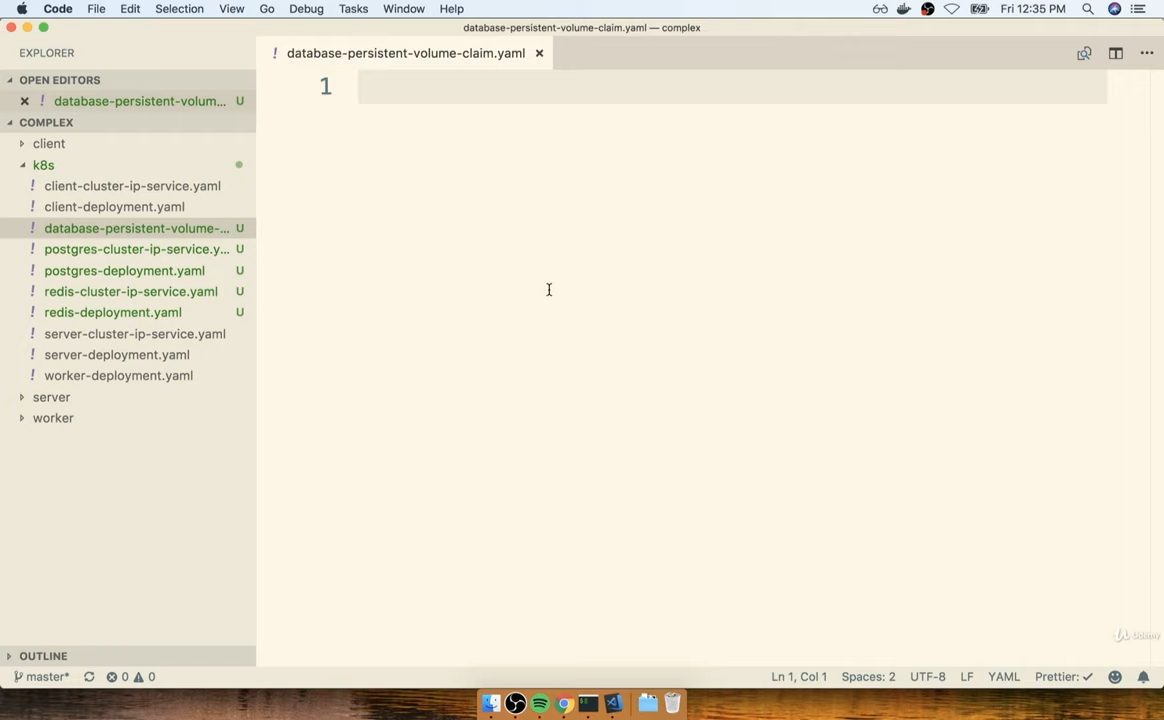 Code File Edit Selection View Go Debug Tasks Window Help Fri 12:35 PM
database-persistent-volume-claim.yaml — complex
EXPLORER
! database-persistent-volume-claim.yaml ×
OPEN EDITORS
× ! database-persistent-volum... U
1
COMPLEX
client
k8s
! client-cluster-ip-service.yaml
! client-deployment.yaml
! database-persistent-volume-... U
! postgres-cluster-ip-service.y... U
! postgres-deployment.yaml U
! redis-cluster-ip-service.yaml U
! redis-deployment.yaml U
! server-cluster-ip-service.yaml
! server-deployment.yaml
! worker-deployment.yaml
server
worker
Udemy
OUTLINE
master* 0 0 Ln 1, Col 1 Spaces: 2 UTF-8 LF YAML Prettier: ✓